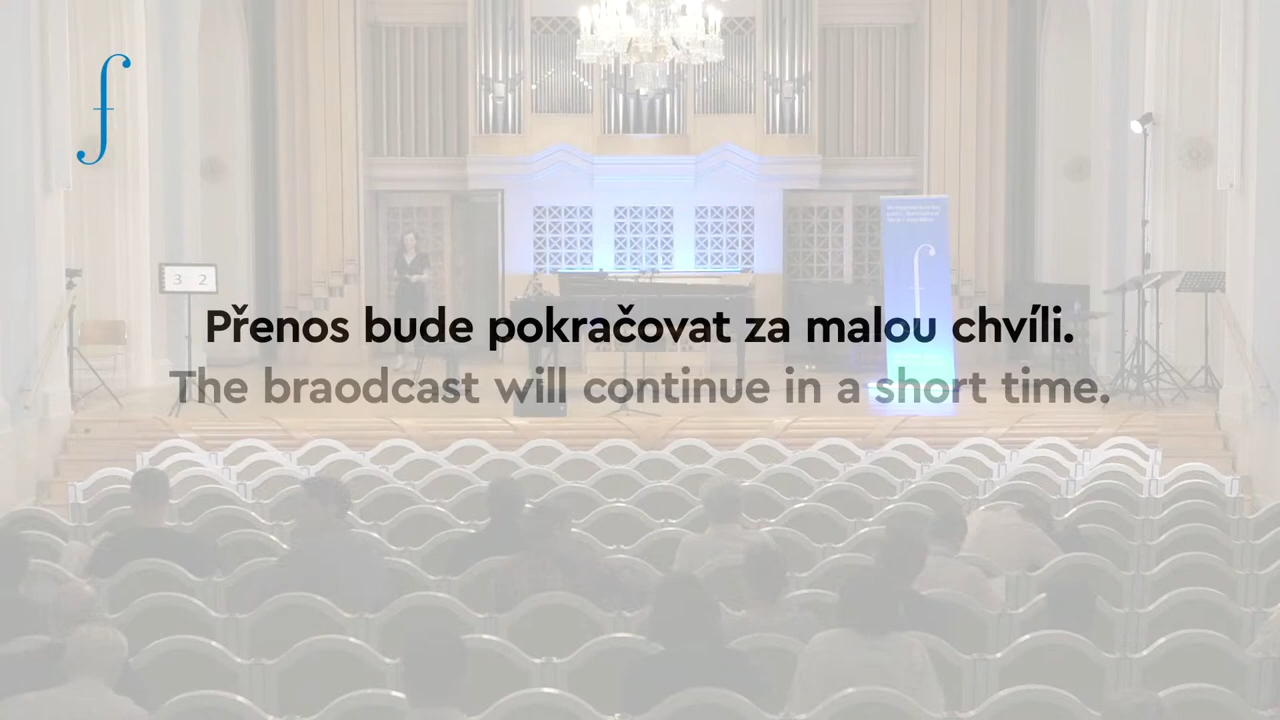 3 2
Přenos bude pokračovat za malou chvíli.
The braodcast will continue in a short time.